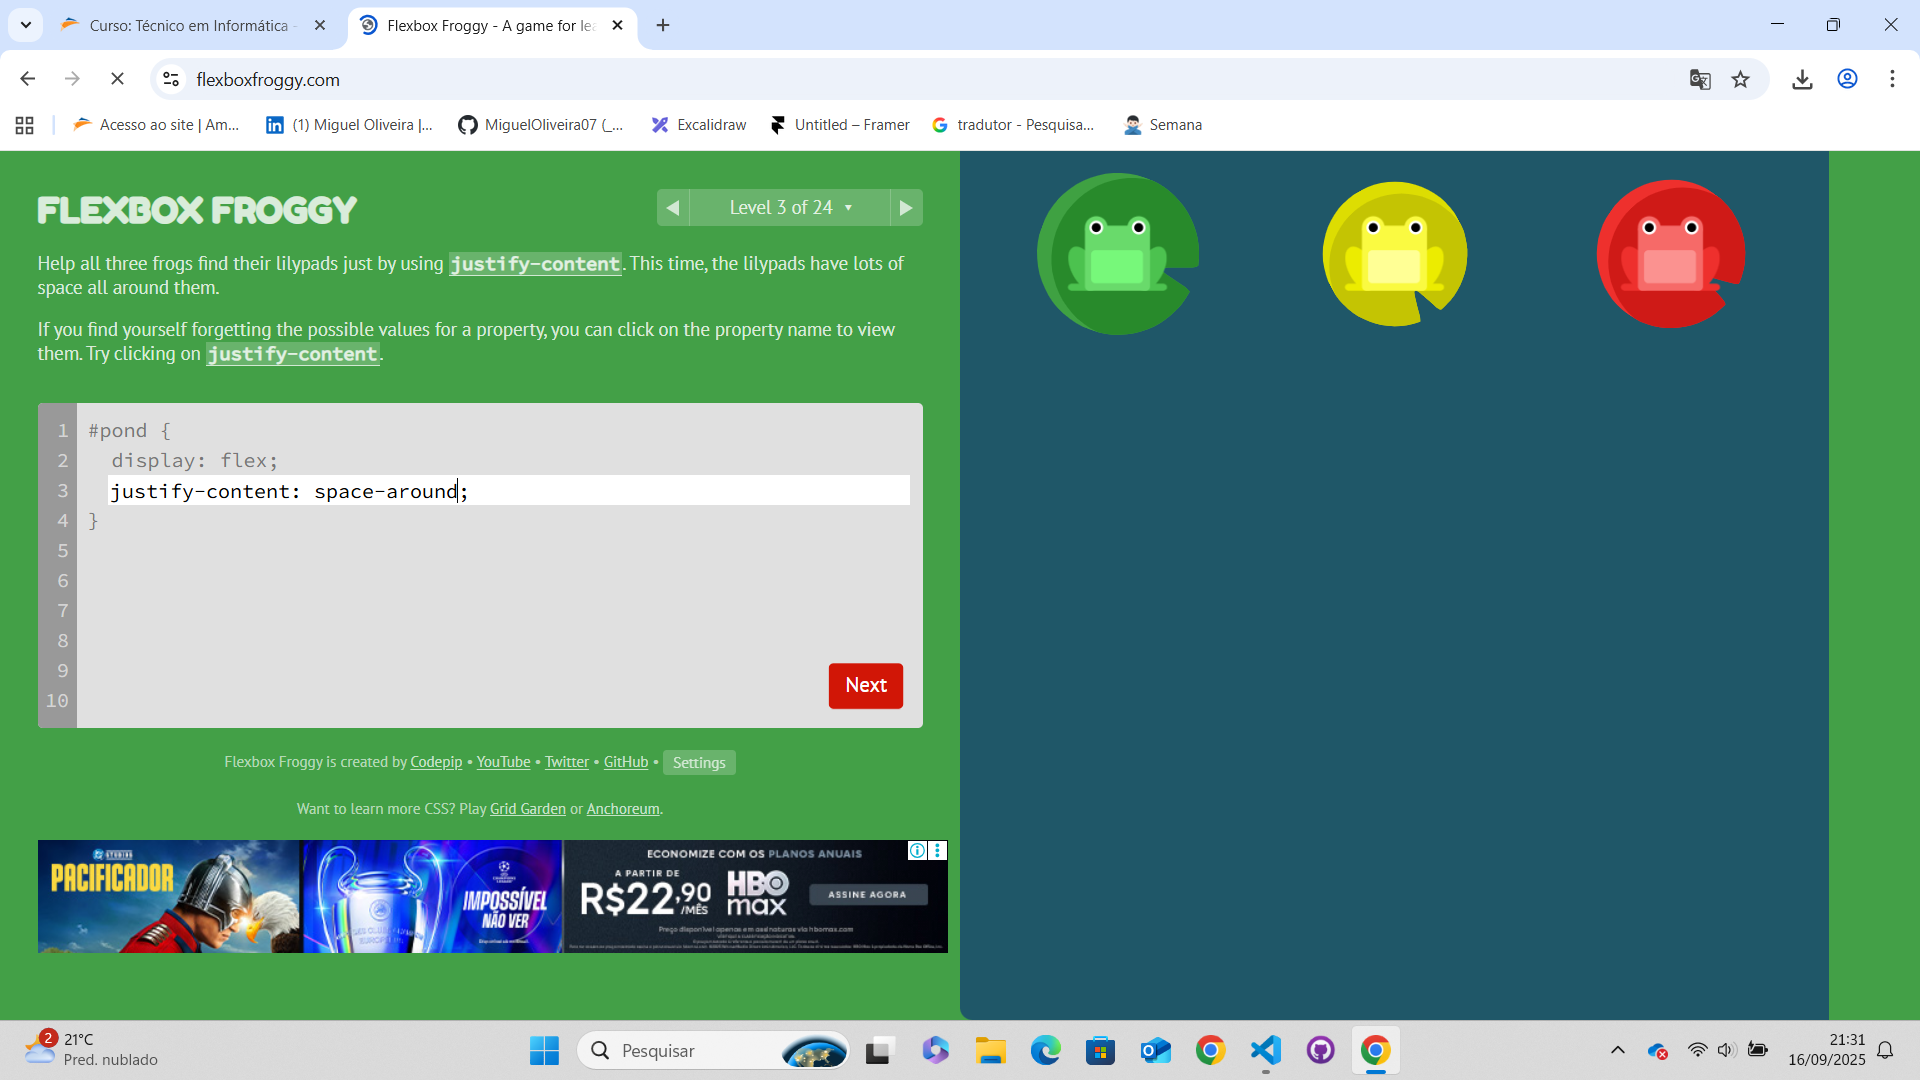 Curso: Técnico em Informática -
Flexbox Froggy - A game for lea
flexboxfroggy.com
Acesso ao site | Am...
(1) Miguel Oliveira |...
MiguelOliveira07 (_...
Excalidraw
Untitled – Framer
tradutor - Pesquisa...
Semana
FLEXBOX FROGGY
Level 3 of 24
Help all three frogs find their lilypads just by using justify-content. This time, the lilypads have lots of
space all around them.
If you find yourself forgetting the possible values for a property, you can click on the property name to view
them. Try clicking on justify-content.
1 #pond {
2 display: flex;
3 justify-content: space-around;
4 }
5
6
7
8
9
10
Next
Flexbox Froggy is created by Codepip • YouTube • Twitter • GitHub • Settings
Want to learn more CSS? Play Grid Garden or Anchoreum.
STUDIOS
PACIFICADOR
IMPOSSÍVEL
NÃO VER
ECONOMIZE COM OS PLANOS ANUAIS
A PARTIR DE
R$22,90
/MÊS
HBO
max
ASSINE AGORA
2
21°C
Pred. nublado
Pesquisar
21:31
16/09/2025